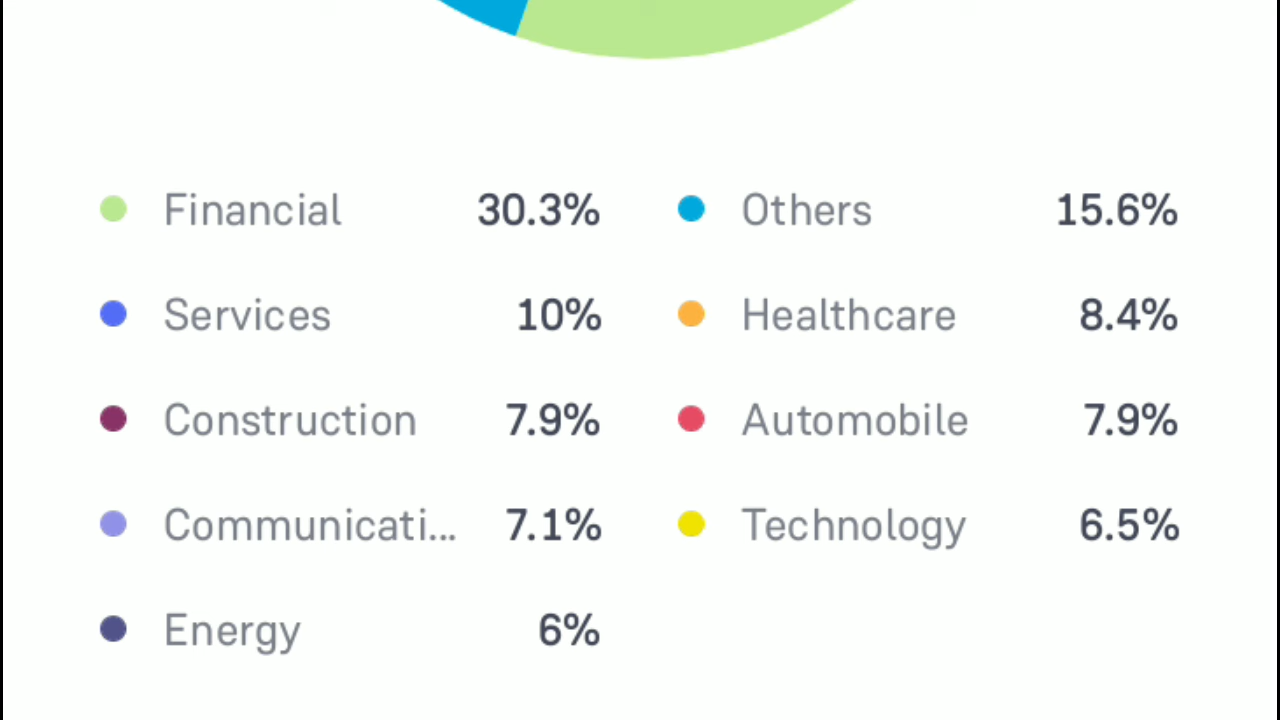 Financial 30.3% Others 15.6%
Services 10% Healthcare 8.4%
Construction 7.9% Automobile 7.9%
Communicati... 7.1% Technology 6.5%
Energy 6%